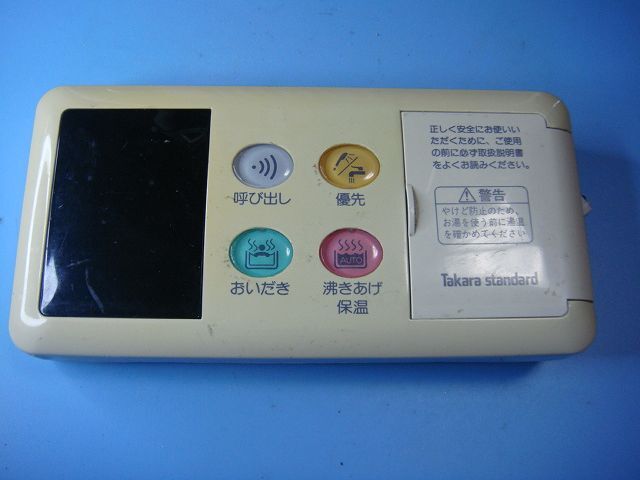 呼び出し
優先
おいだき
AUTO
沸きあげ
保温
正しく安全にお使いい
ただくために、ご使用
の前に必ず取扱説明書
をよくお読みください。
警告
やけど防止のため、
お湯を使う前に湯温
を確かめてください
Takara standard